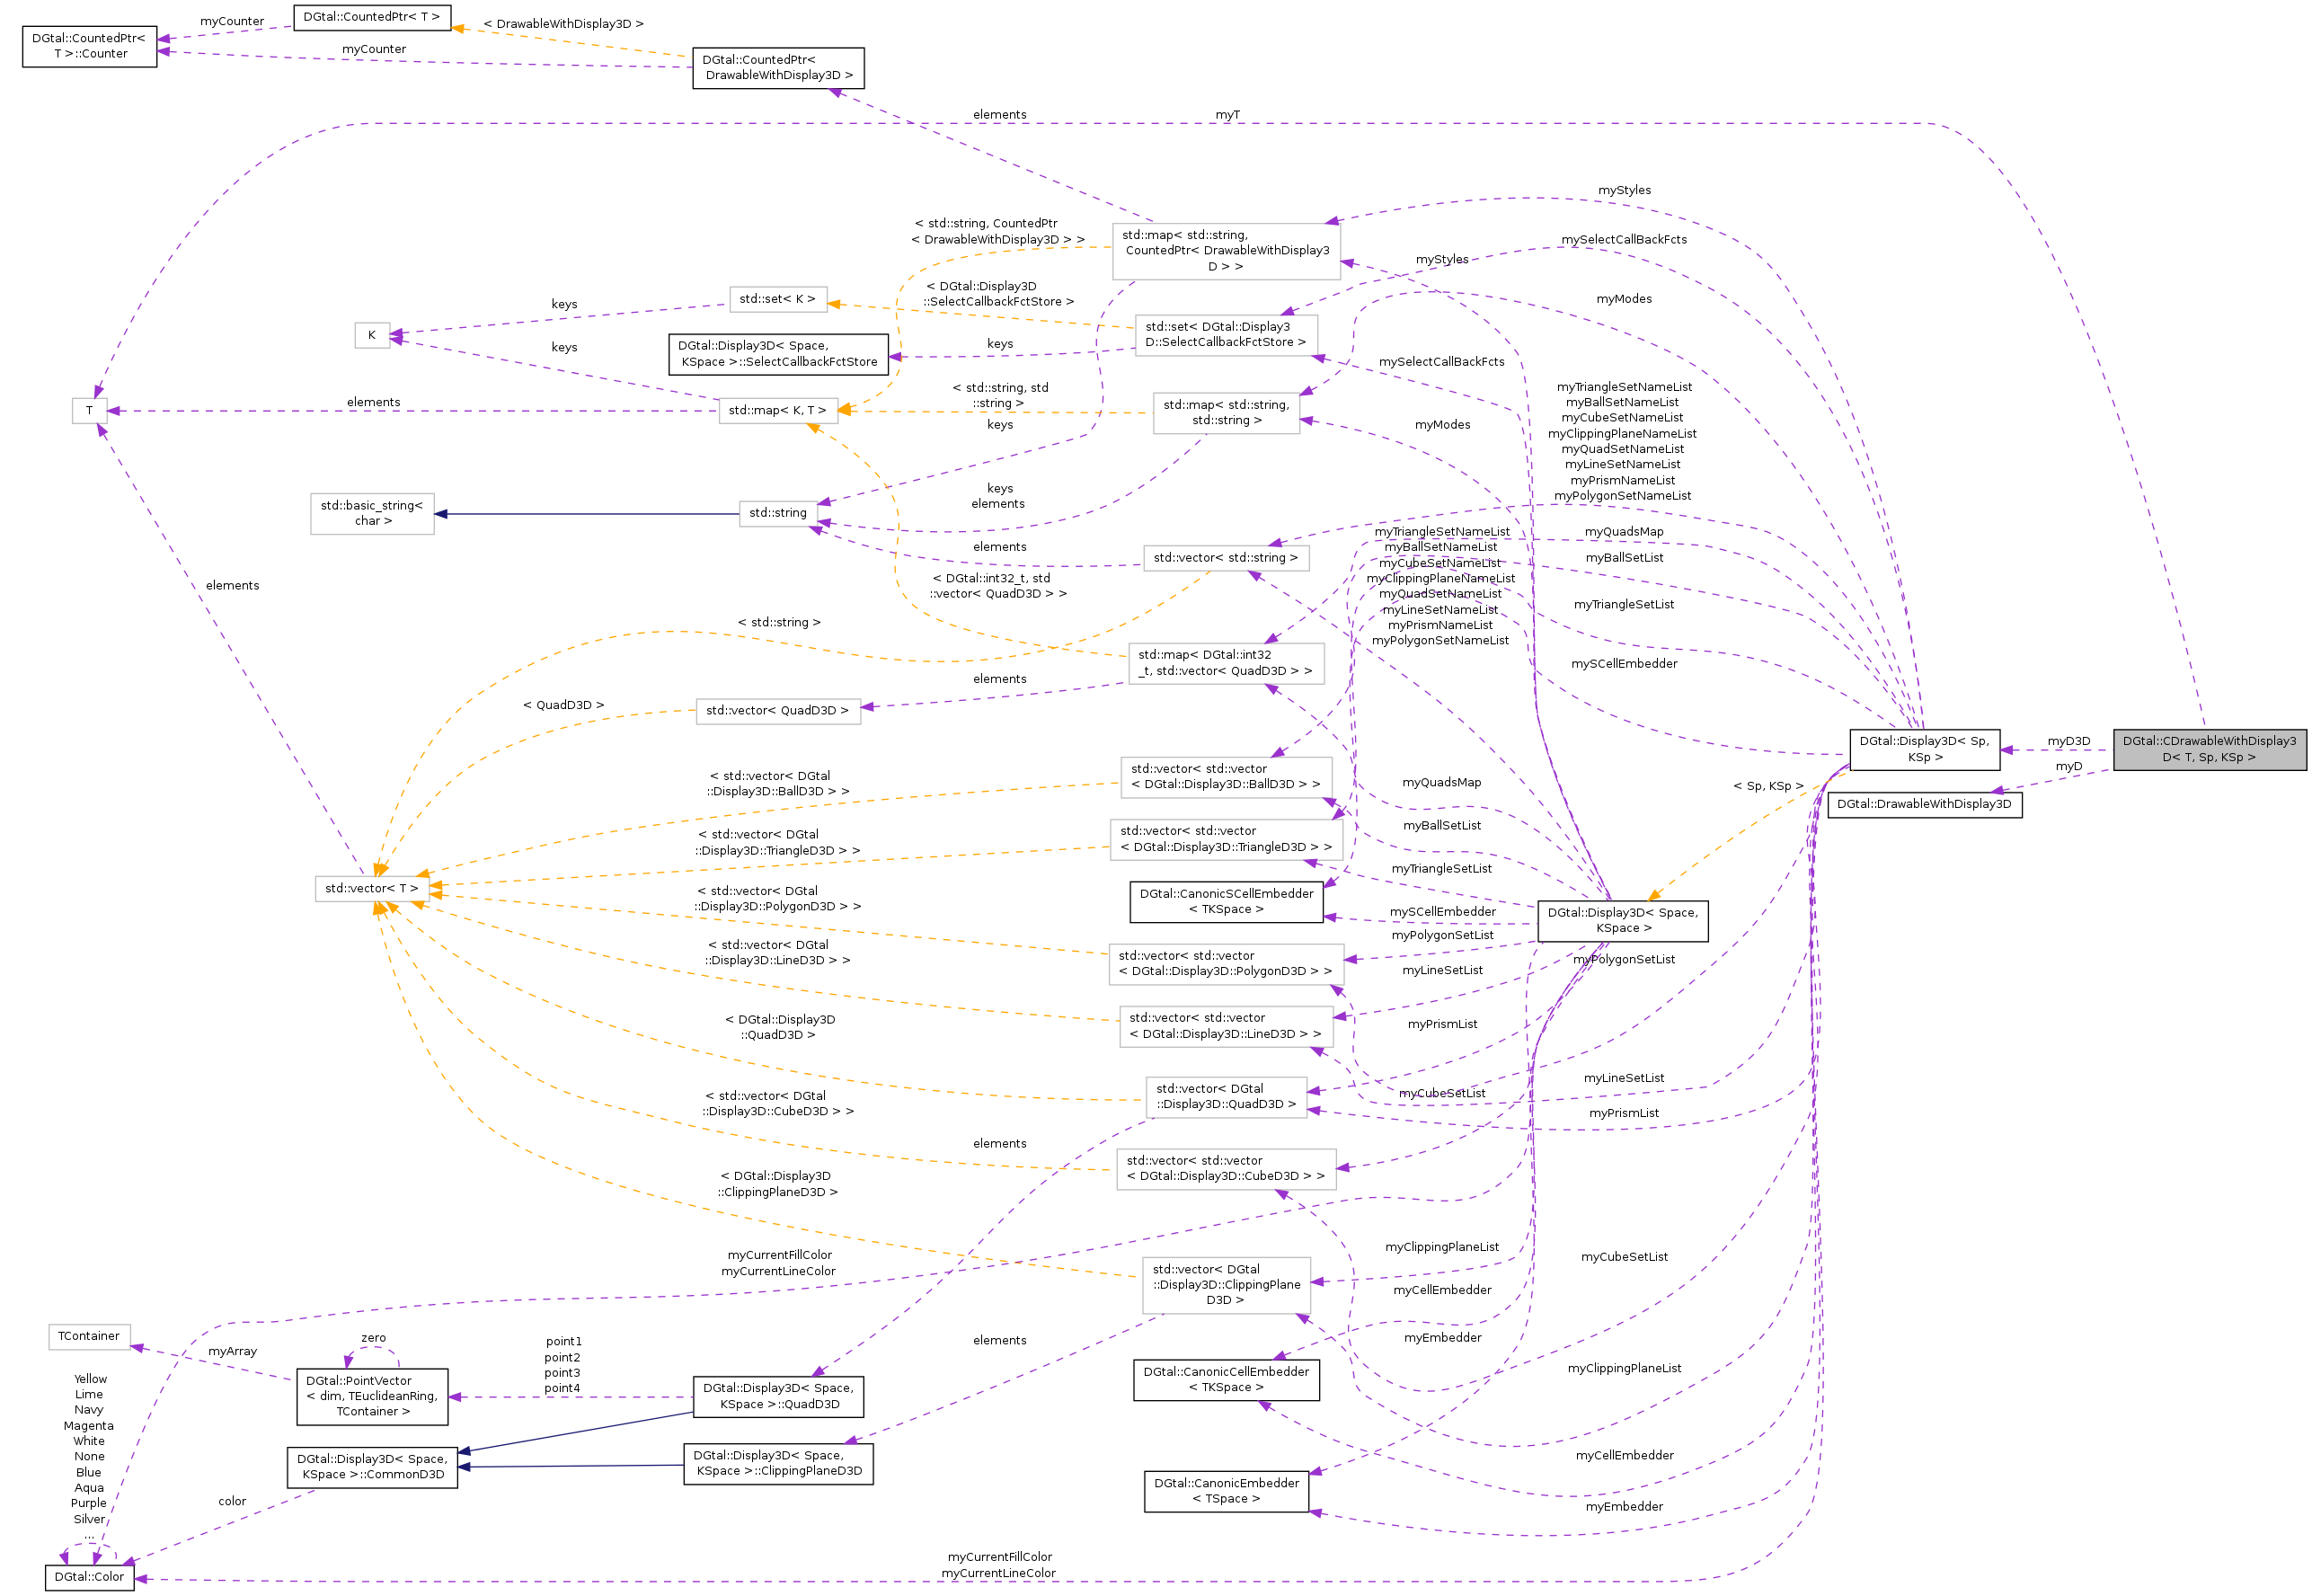 DGtal::CountedPtr<
T >::Counter
myCounter
DGtal::CountedPtr< T >
< DrawableWithDisplay3D >
myCounter
DGtal::CountedPtr<
DrawableWithDisplay3D >
elements
myT
myStyles
< std::string, CountedPtr
< DrawableWithDisplay3D > >
std::map< std::string,
CountedPtr< DrawableWithDisplay3
D > >
mySelectCallBackFcts
myStyles
keys
std::set< K >
< DGtal::Display3D
::SelectCallbackFctStore >
myModes
K
keys
DGtal::Display3D< Space,
KSpace >::SelectCallbackFctStore
keys
std::set< DGtal::Display3
D::SelectCallbackFctStore >
mySelectCallBackFcts
T
elements
std::map< K, T >
< std::string, std
::string >
keys
std::map< std::string,
std::string >
myModes
myTriangleSetNameList
myBallSetNameList
myCubeSetNameList
myClippingPlaneNameList
myQuadSetNameList
myLineSetNameList
myPrismNameList
myPolygonSetNameList
std::basic_string<
char >
std::string
keys
elements
elements
std::vector< std::string >
myTriangleSetNameList
myBallSetNameList
myCubeSetNameList
myClippingPlaneNameList
myQuadSetNameList
myLineSetNameList
myPrismNameList
myPolygonSetNameList
myQuadsMap
myBallSetList
myTriangleSetList
mySCellEmbedder
elements
< std::string >
< DGtal::int32_t, std
::vector< QuadD3D > >
std::map< DGtal::int32
_t, std::vector< QuadD3D > >
elements
< QuadD3D >
std::vector< QuadD3D >
DGtal::Display3D< Sp,
KSp >
myD3D
myD
DGtal::CDrawableWithDisplay3
D< T, Sp, KSp >
DGtal::DrawableWithDisplay3D
< Sp, KSp >
< std::vector< DGtal
::Display3D::BallD3D > >
std::vector< std::vector
< DGtal::Display3D::BallD3D > >
myQuadsMap
myBallSetList
< std::vector< DGtal
::Display3D::TriangleD3D > >
std::vector< std::vector
< DGtal::Display3D::TriangleD3D > >
myTriangleSetList
std::vector< T >
< std::vector< DGtal
::Display3D::PolygonD3D > >
DGtal::CanonicSCellEmbedder
< TKSpace >
mySCellEmbedder
DGtal::Display3D< Space,
KSpace >
myPolygonSetList
< std::vector< DGtal
::Display3D::LineD3D > >
std::vector< std::vector
< DGtal::Display3D::PolygonD3D > >
myPolygonSetList
myLineSetList
< DGtal::Display3D
::QuadD3D >
std::vector< std::vector
< DGtal::Display3D::LineD3D > >
myPrismList
< std::vector< DGtal
::Display3D::CubeD3D > >
std::vector< DGtal
::Display3D::QuadD3D >
myCubeSetList
myLineSetList
myPrismList
elements
std::vector< std::vector
< DGtal::Display3D::CubeD3D > >
< DGtal::Display3D
::ClippingPlaneD3D >
myCurrentFillColor
myCurrentLineColor
std::vector< DGtal
::Display3D::ClippingPlane
D3D >
myClippingPlaneList
myCubeSetList
myCellEmbedder
TContainer
myArray
zero
DGtal::PointVector
< dim, TEuclideanRing,
TContainer >
point1
point2
point3
point4
elements
myEmbedder
DGtal::CanonicCellEmbedder
< TKSpace >
myClippingPlaneList
DGtal::Display3D< Space,
KSpace >::QuadD3D
Yellow
Lime
Navy
Magenta
White
None
Blue
Aqua
Purple
Silver
...
DGtal::Display3D< Space,
KSpace >::CommonD3D
DGtal::Display3D< Space,
KSpace >::ClippingPlaneD3D
myCellEmbedder
DGtal::CanonicEmbedder
< TSpace >
myEmbedder
color
DGtal::Color
myCurrentFillColor
myCurrentLineColor